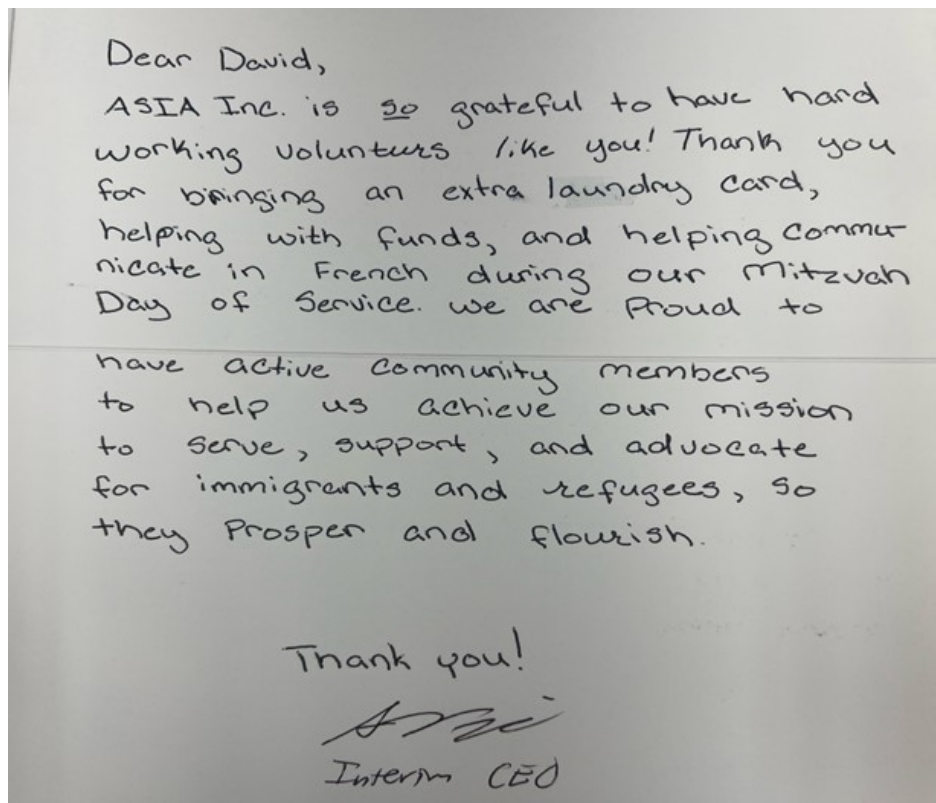 Dear David,
ASIA Inc. is so grateful to have hard
working volunteers like you! Thank you
for bringing an extra laundry card,
helping with funds, and helping commu-
nicate in French during our Mitzvah
Day of Service. We are proud to
have active community members
to help us achieve our mission
to serve, support, and advocate
for immigrants and refugees, so
they prosper and flourish.
Thank you!
Interim CEO